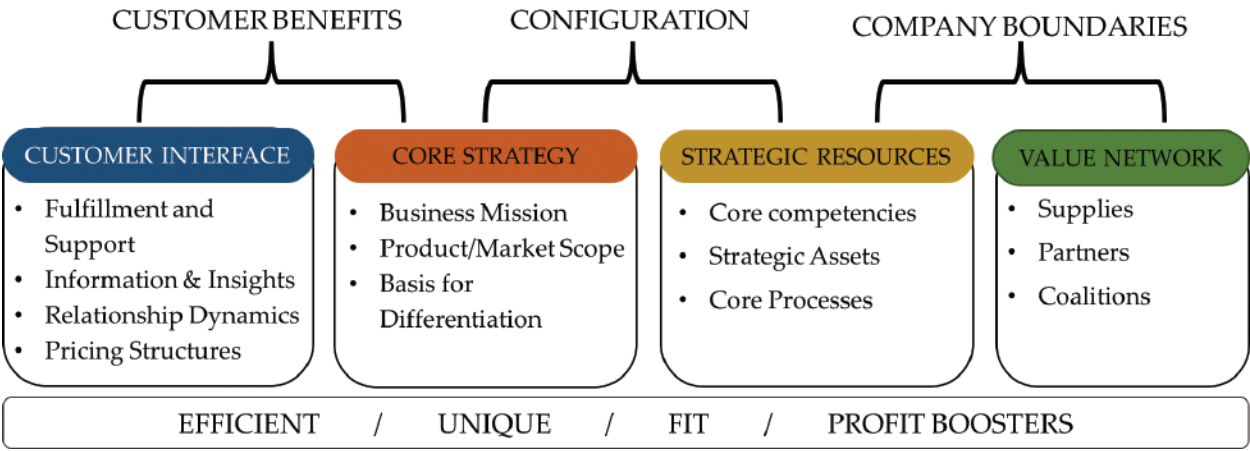 CUSTOMER BENEFITS
CONFIGURATION
COMPANY BOUNDARIES
CUSTOMER INTERFACE
• Fulfillment and
Support
• Information & Insights
• Relationship Dynamics
• Pricing Structures
CORE STRATEGY
• Business Mission
• Product/Market Scope
• Basis for
Differentiation
STRATEGIC RESOURCES
• Core competencies
• Strategic Assets
• Core Processes
VALUE NETWORK
• Supplies
• Partners
• Coalitions
EFFICIENT / UNIQUE / FIT / PROFIT BOOSTERS